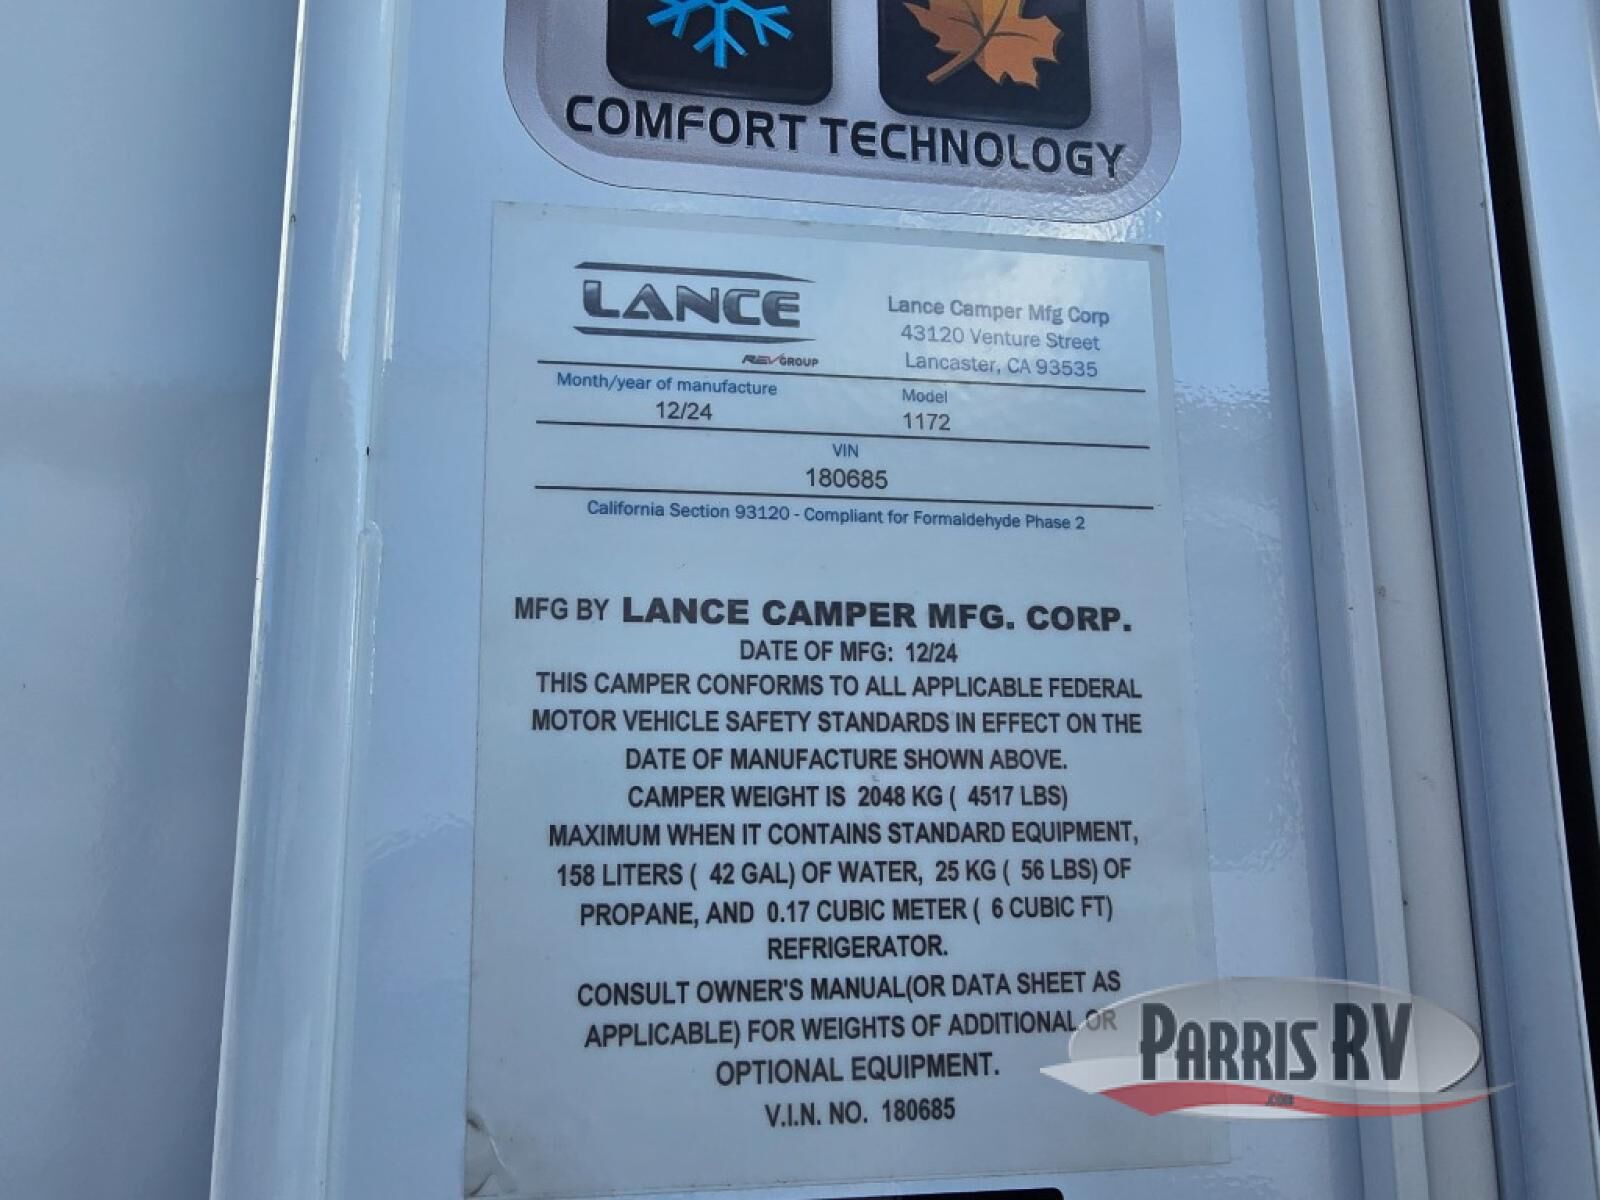 COMFORT TECHNOLOGY
LANCE
REV GROUP
Lance Camper Mfg Corp
43120 Venture Street
Lancaster, CA 93535
Month/year of manufacture
12/24
Model
1172
VIN
180685
California Section 93120 - Compliant for Formaldehyde Phase 2
MFG BY LANCE CAMPER MFG. CORP.
DATE OF MFG: 12/24
THIS CAMPER CONFORMS TO ALL APPLICABLE FEDERAL
MOTOR VEHICLE SAFETY STANDARDS IN EFFECT ON THE
DATE OF MANUFACTURE SHOWN ABOVE.
CAMPER WEIGHT IS 2048 KG ( 4517 LBS)
MAXIMUM WHEN IT CONTAINS STANDARD EQUIPMENT,
158 LITERS ( 42 GAL) OF WATER, 25 KG ( 56 LBS) OF
PROPANE, AND 0.17 CUBIC METER ( 6 CUBIC FT)
REFRIGERATOR.
CONSULT OWNER'S MANUAL(OR DATA SHEET AS
APPLICABLE) FOR WEIGHTS OF ADDITIONAL OR
OPTIONAL EQUIPMENT.
V.I.N. NO. 180685
PARRIS RV
.com